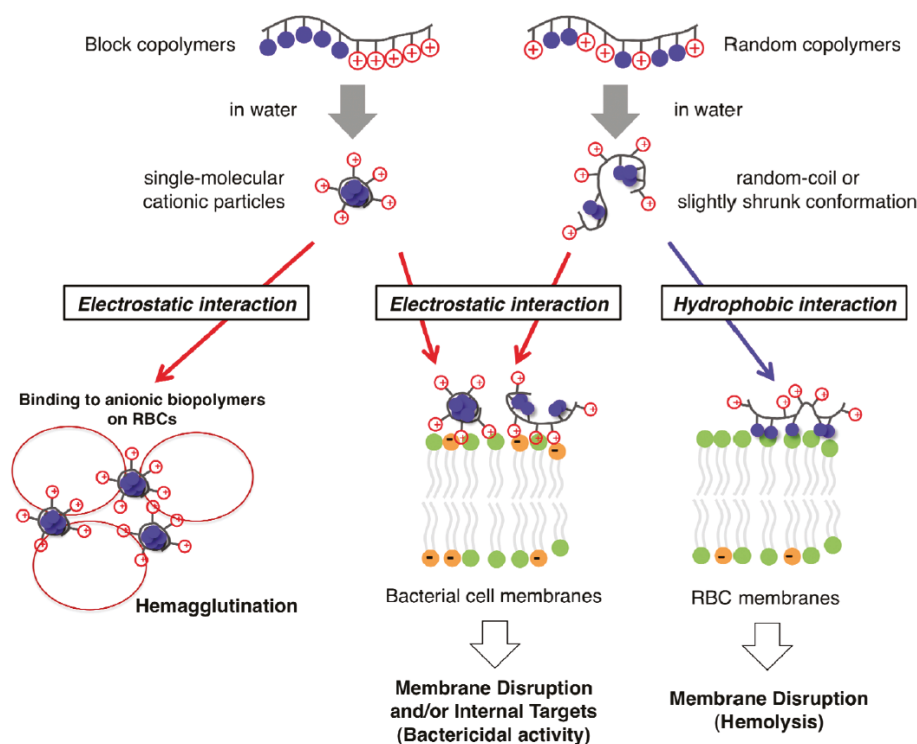 Block copolymers
Random copolymers
in water
in water
single-molecular
cationic particles
random-coil or
slightly shrunk conformation
Electrostatic interaction
Electrostatic interaction
Hydrophobic interaction
Binding to anionic biopolymers
on RBCs
Hemagglutination
Bacterial cell membranes
RBC membranes
Membrane Disruption
and/or Internal Targets
(Bactericidal activity)
Membrane Disruption
(Hemolysis)